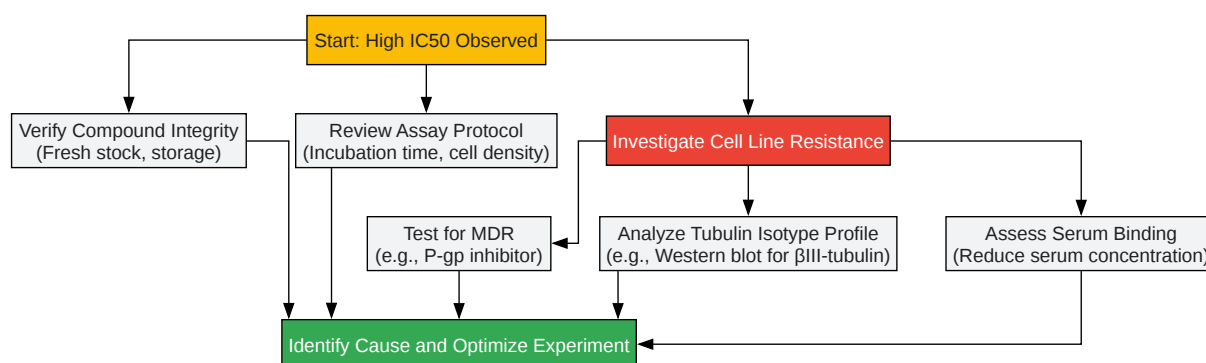 Start: High IC50 Observed
Verify Compound Integrity
(Fresh stock, storage)
Review Assay Protocol
(Incubation time, cell density)
Investigate Cell Line Resistance
Test for MDR
(e.g., P-gp inhibitor)
Analyze Tubulin Isotype Profile
(e.g., Western blot for βIII-tubulin)
Assess Serum Binding
(Reduce serum concentration)
Identify Cause and Optimize Experiment